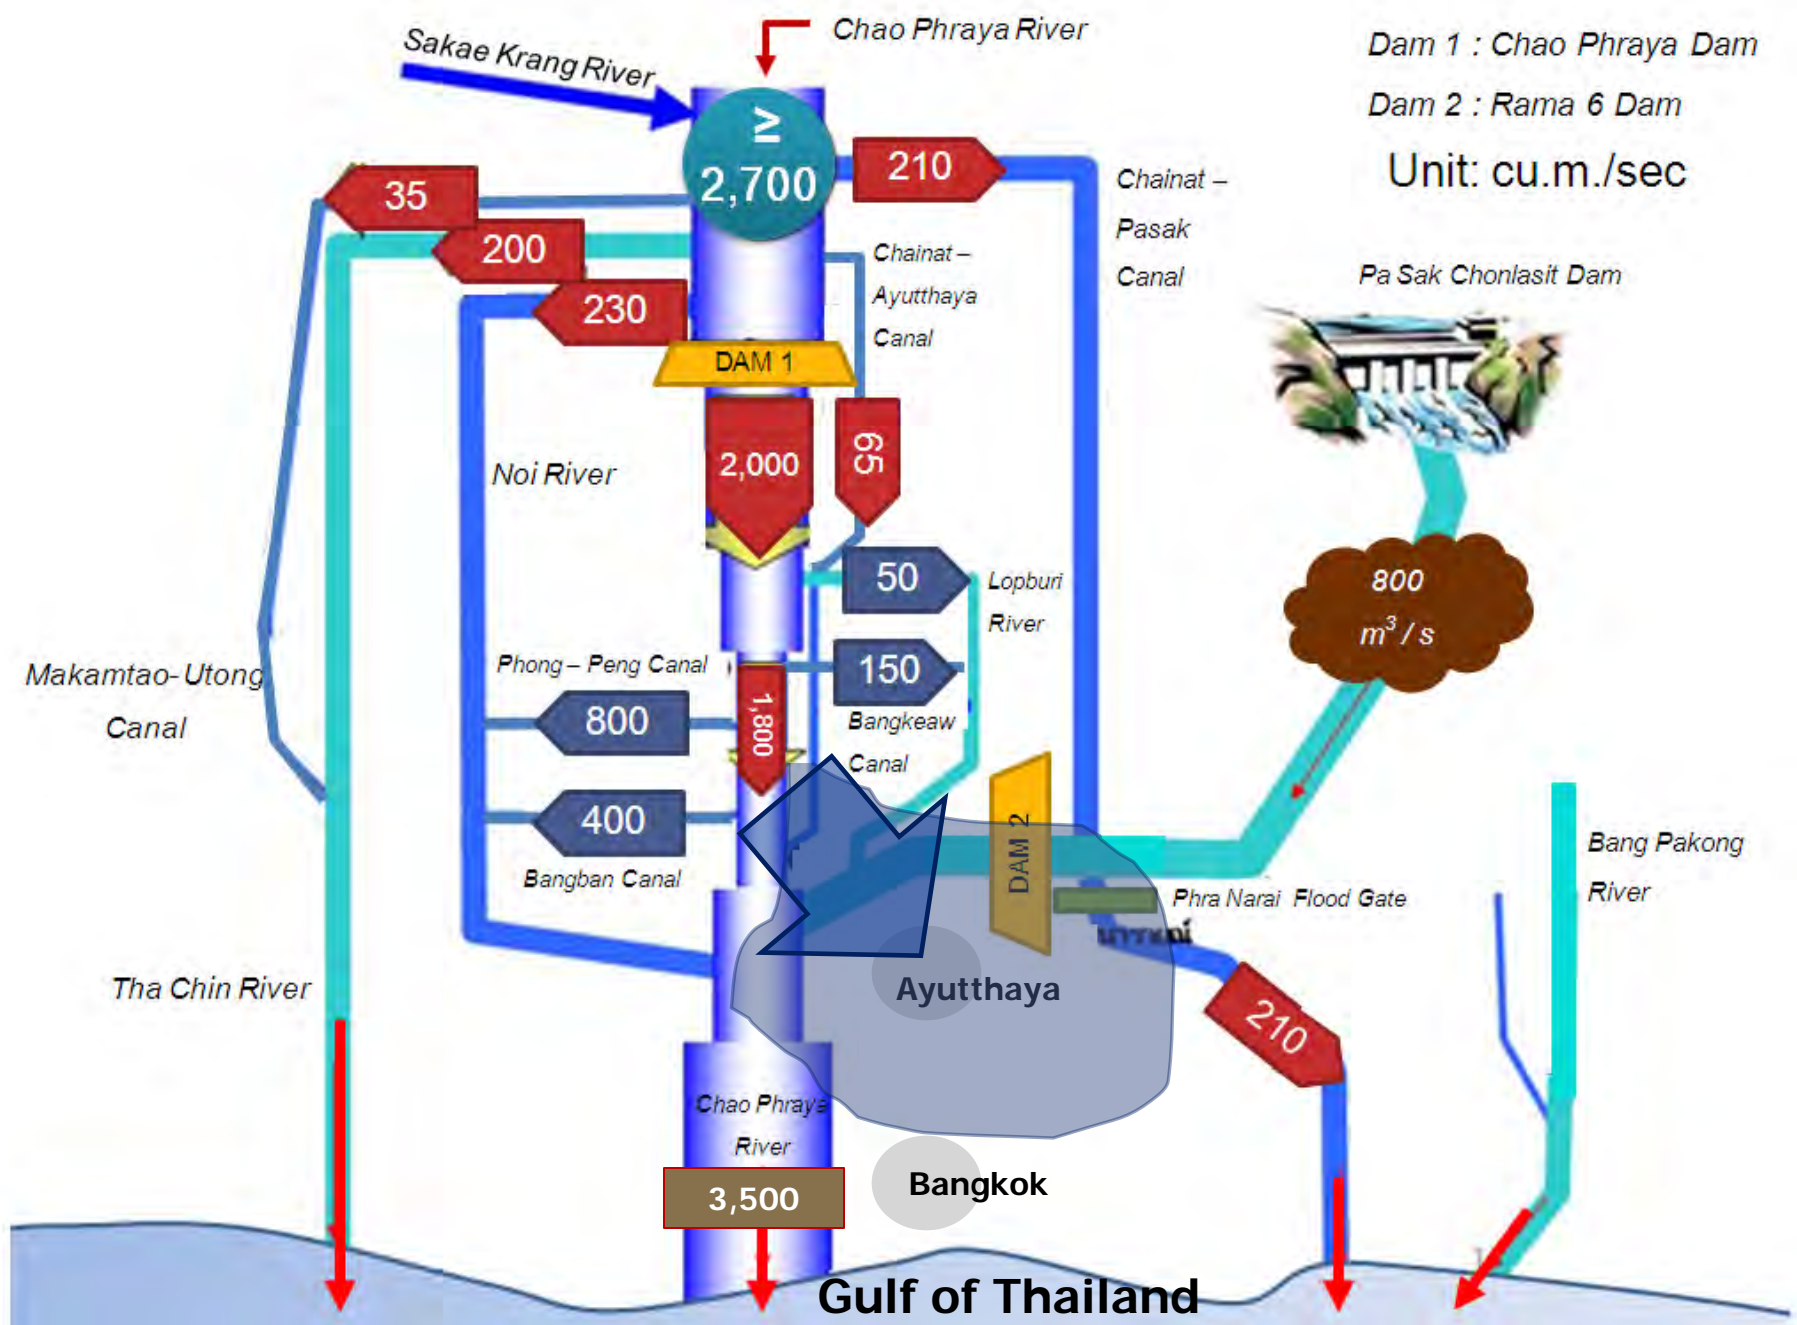 Chao Phraya River
Sakae Krang River
Dam 1 : Chao Phraya Dam
Dam 2 : Rama 6 Dam
Unit: cu.m./sec
≥
2,700
210
35
200
230
Chainat –
Pasak
Canal
Chainat –
Ayutthaya
Canal
Pa Sak Chonlasit Dam
DAM 1
2,000
65
Noi River
50
Lopburi
River
800
m³ / s
Makamtao-Utong
Canal
Phong – Peng Canal
150
800
1,800
Bangkeaw
Canal
400
Bangban Canal
DAM 2
Bang Pakong
River
Phra Narai Flood Gate
Tha Chin River
Ayutthaya
210
Chao Phraya
River
Bangkok
3,500
Gulf of Thailand